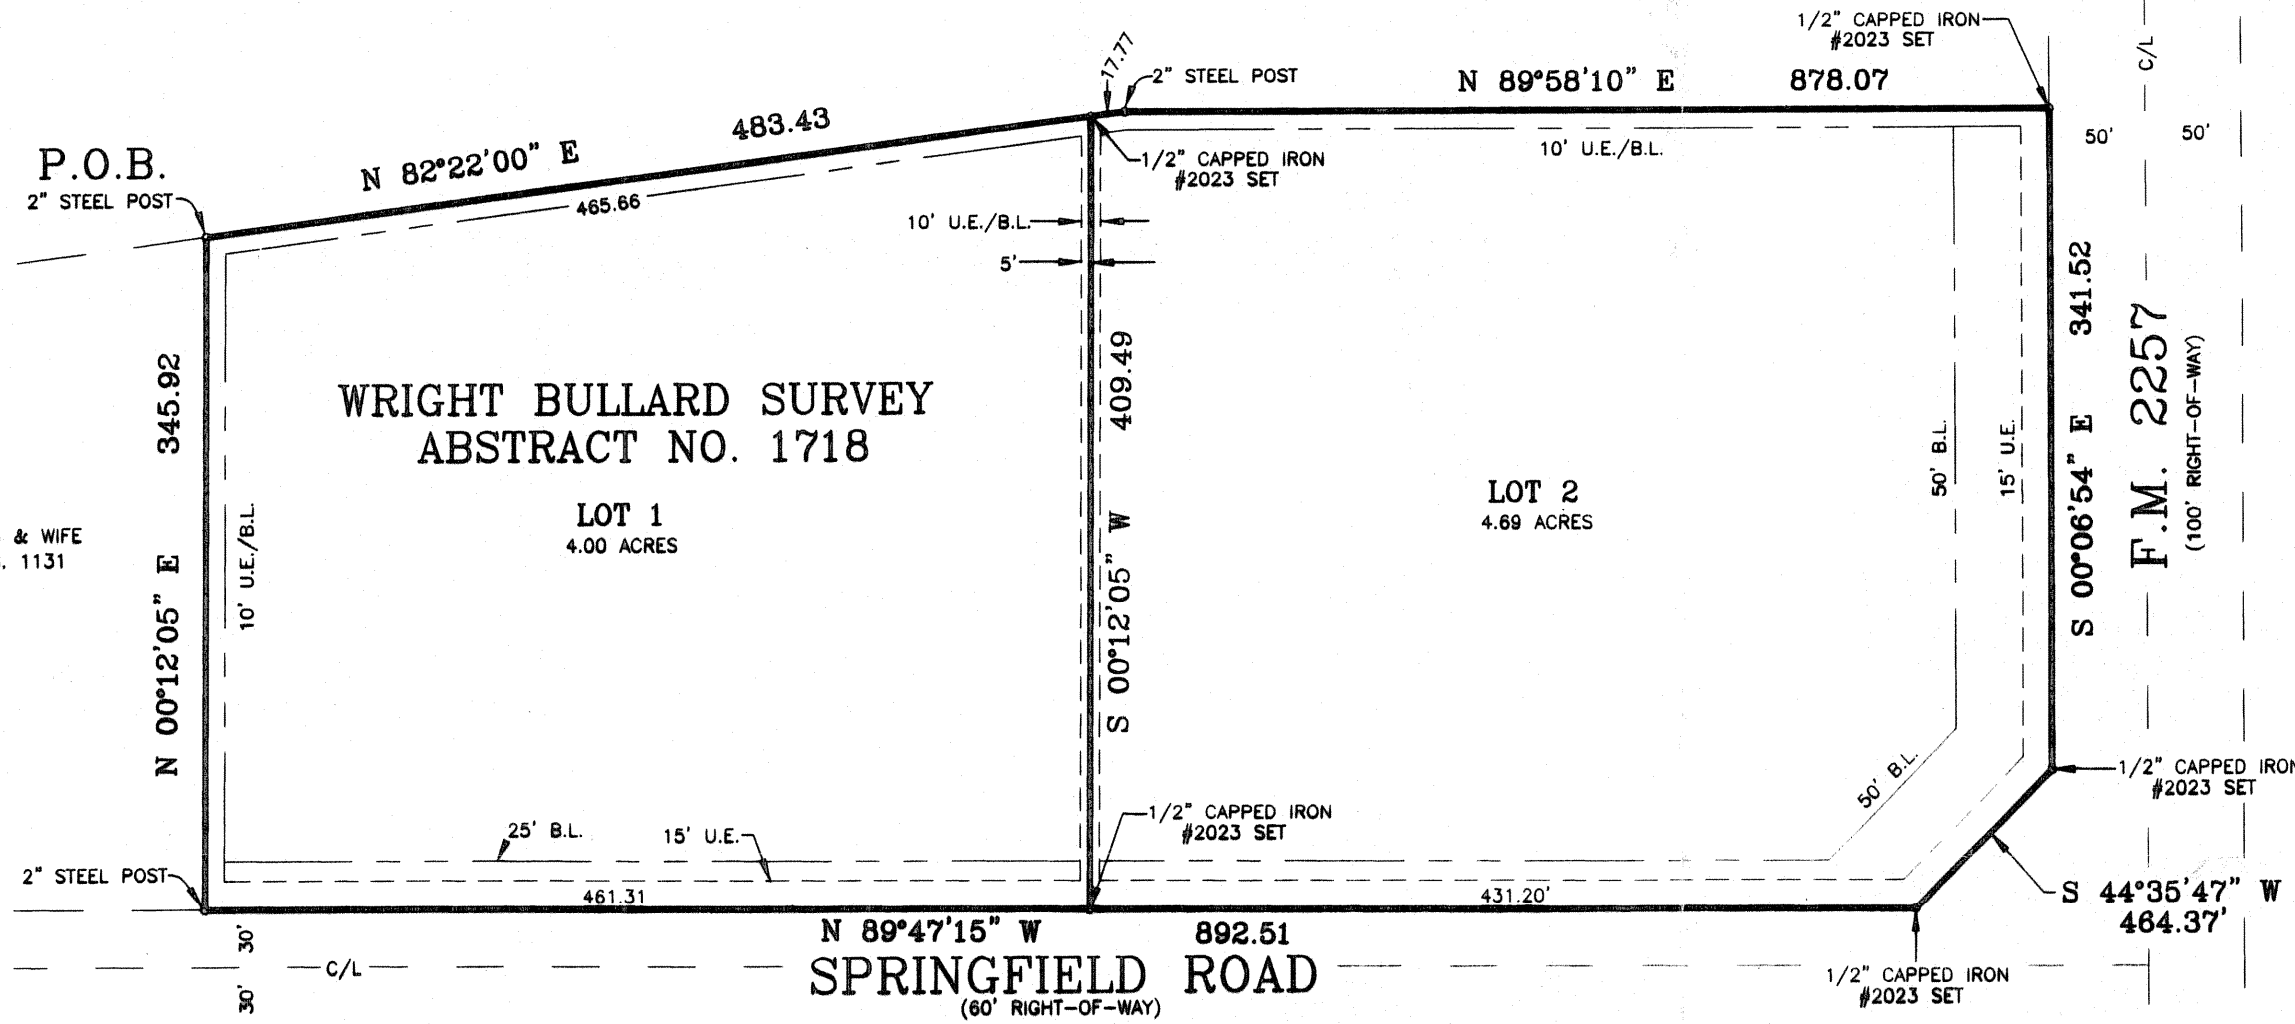 1/2" CAPPED IRON
#2023 SET
C/L
17.77
2" STEEL POST
N 89°58'10" E 878.07
50' 50'
N 82°22'00" E 483.43
10' U.E./B.L.
1/2" CAPPED IRON
#2023 SET
P.O.B.
2" STEEL POST
465.66
10' U.E./B.L.
5'
345.92
N 00°12'05" E
WRIGHT BULLARD SURVEY
ABSTRACT NO. 1718
LOT 1
4.00 ACRES
10' U.E./B.L.
409.49
S 00°12'05" W
LOT 2
4.69 ACRES
50' B.L.
15' U.E.
341.52
S 00°06'54" E
F.M. 2257
(100' RIGHT-OF-WAY)
& WIFE
. 1131
50' B.L.
1/2" CAPPED IRON
#2023 SET
25' B.L.
15' U.E.
1/2" CAPPED IRON
#2023 SET
2" STEEL POST
461.31
431.20'
S 44°35'47" W
464.37'
N 89°47'15" W 892.51
30'
C/L
30'
SPRINGFIELD ROAD
(60' RIGHT-OF-WAY)
1/2" CAPPED IRON
#2023 SET